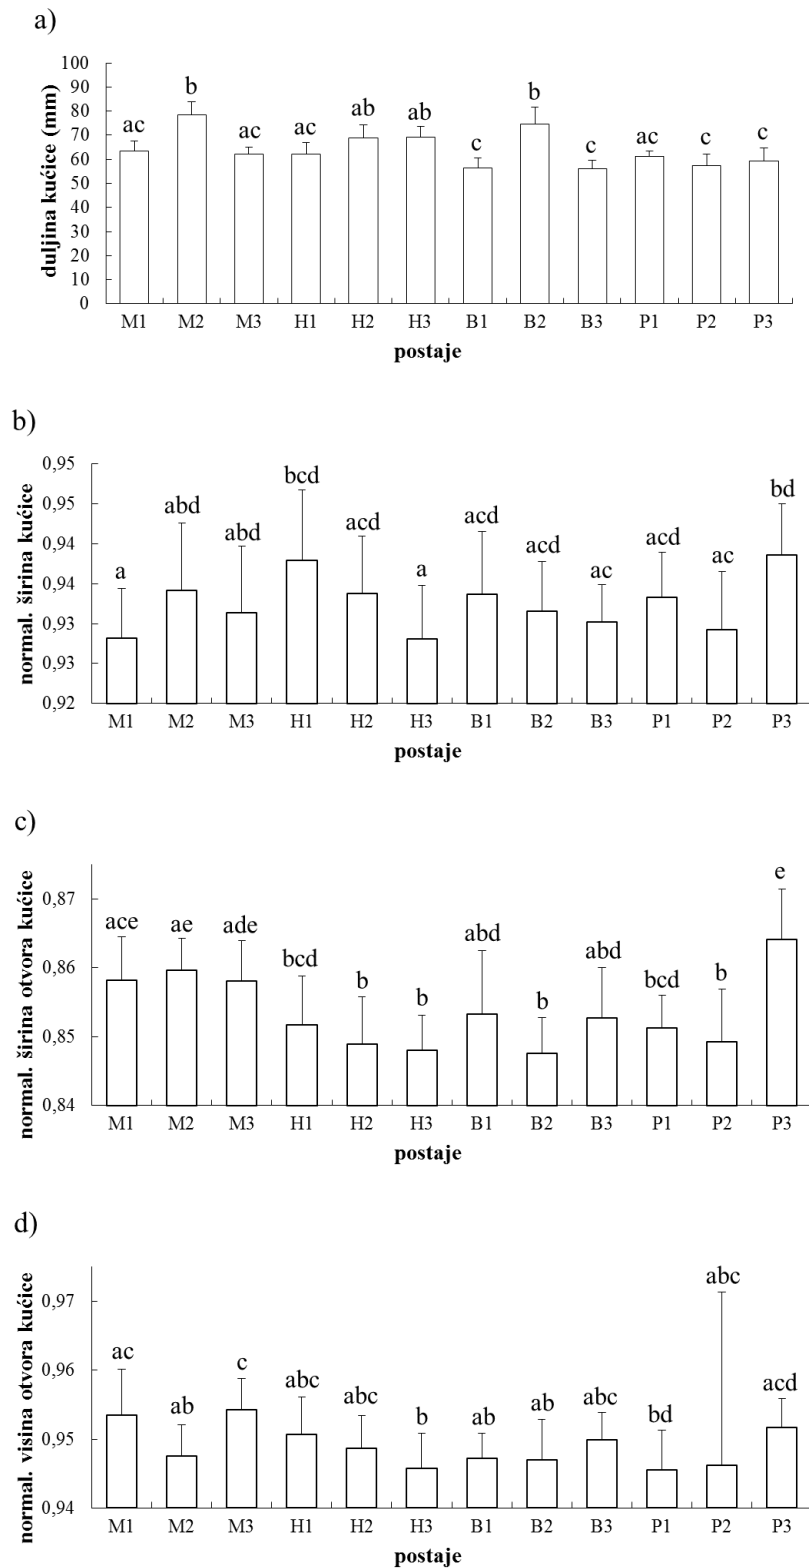 a)
duljina kućice (mm)
100
90
80
70
60
50
40
30
20
10
0
ac b ac ac ab ab c b c ac c c
M1 M2 M3 H1 H2 H3 B1 B2 B3 P1 P2 P3
postaje
b)
normal. širina kućice
0,95
0,95
0,94
0,94
0,93
0,93
0,92
a abd abd bcd acd a acd acd ac acd ac bd
M1 M2 M3 H1 H2 H3 B1 B2 B3 P1 P2 P3
postaje
c)
normal. širina otvora kućice
0,87
0,86
0,85
0,84
ace ae ade bcd b b abd b abd bcd b e
M1 M2 M3 H1 H2 H3 B1 B2 B3 P1 P2 P3
postaje
d)
normal. visina otvora kućice
0,97
0,96
0,95
0,94
ac ab c abc abc b ab ab abc bd abc acd
M1 M2 M3 H1 H2 H3 B1 B2 B3 P1 P2 P3
postaje